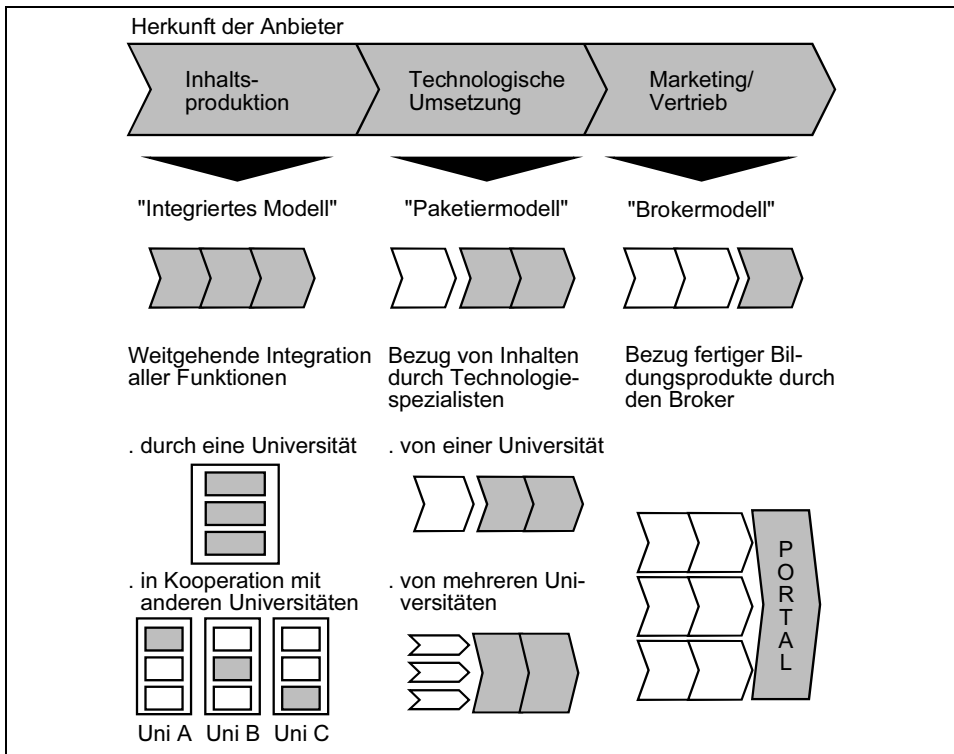 Herkunft der Anbieter
Inhalts-
produktion
Technologische
Umsetzung
Marketing/
Vertrieb
"Integriertes Modell"
"Paketiermodell"
"Brokermodell"
Weitgehende Integration
aller Funktionen
Bezug von Inhalten
durch Technologie-
spezialisten
Bezug fertiger Bil-
dungsprodukte durch
den Broker
. durch eine Universität
. von einer Universität
. in Kooperation mit
anderen Universitäten
. von mehreren Uni-
versitäten
PORTAL
Uni A
Uni B
Uni C